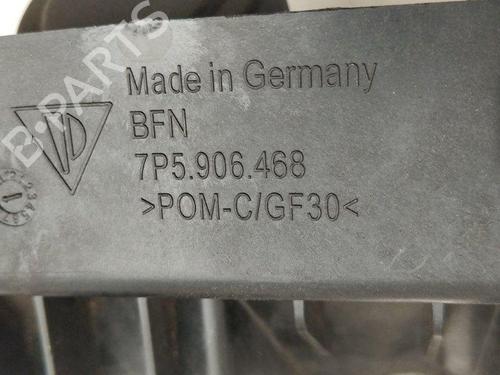 Made in Germany
BFN
7P5.906.468
>POM-C/GF30<
B-PARTS